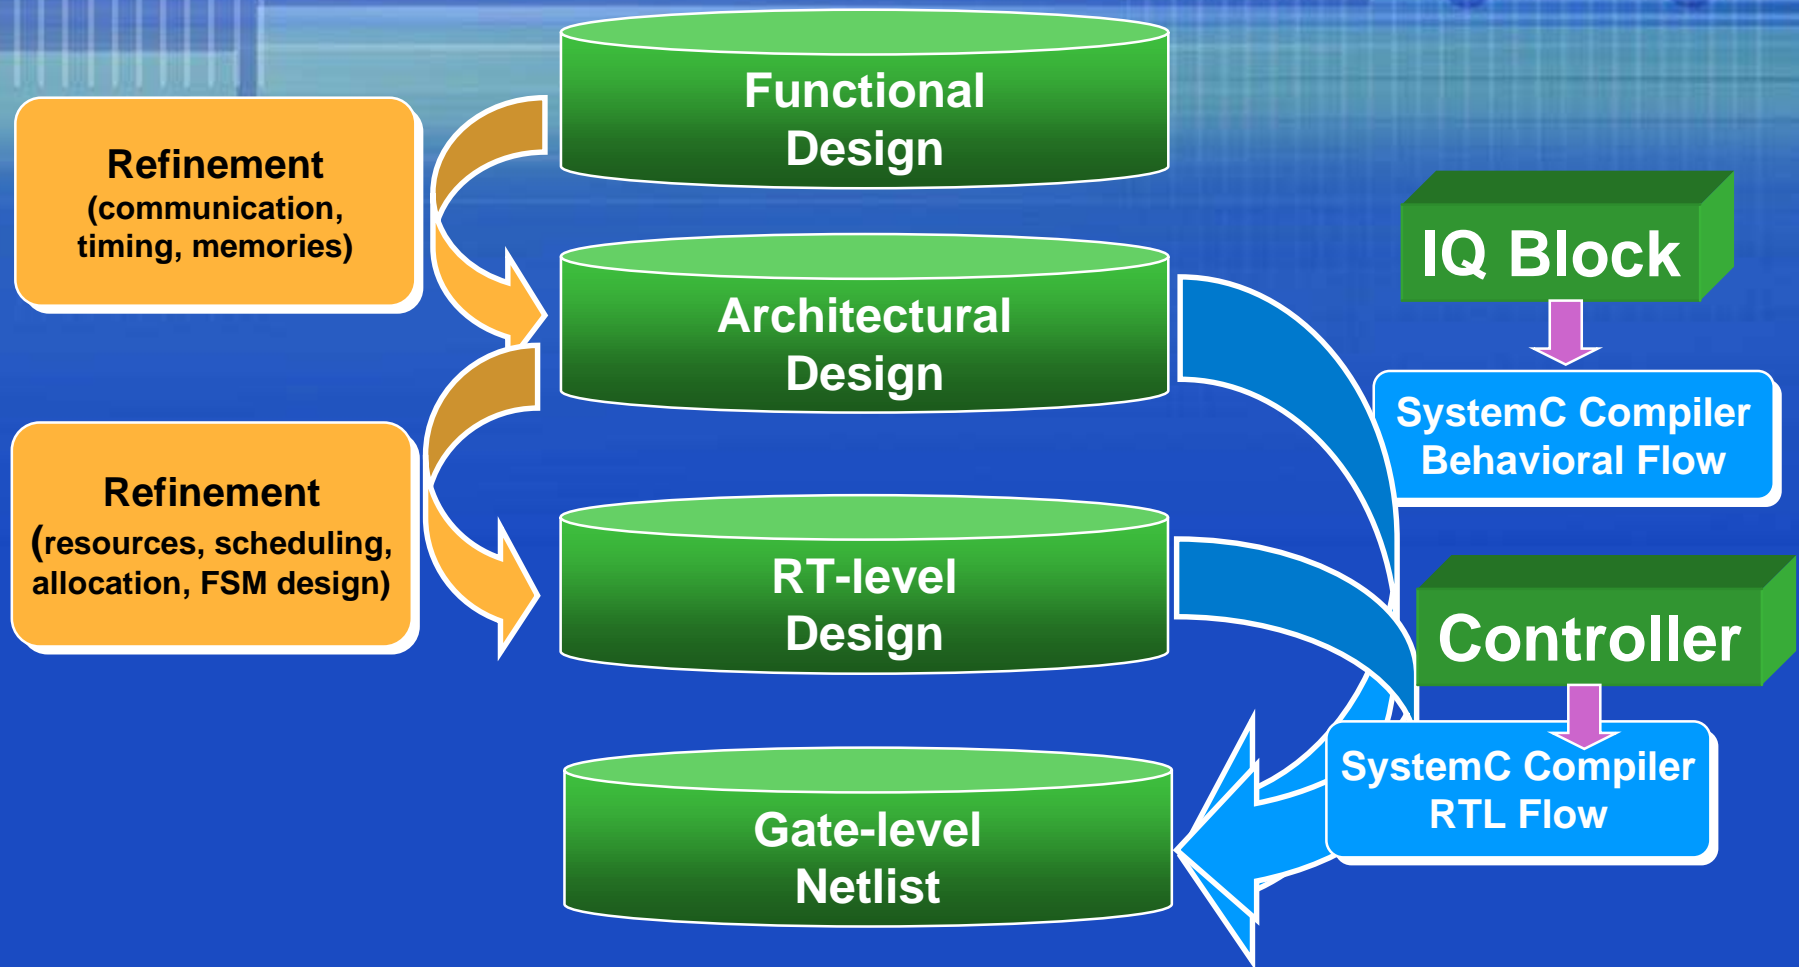 Functional
Design
Refinement
(communication,
timing, memories)
IQ Block
Architectural
Design
SystemC Compiler
Behavioral Flow
Refinement
(resources, scheduling,
allocation, FSM design)
RT-level
Design
Controller
SystemC Compiler
RTL Flow
Gate-level
Netlist